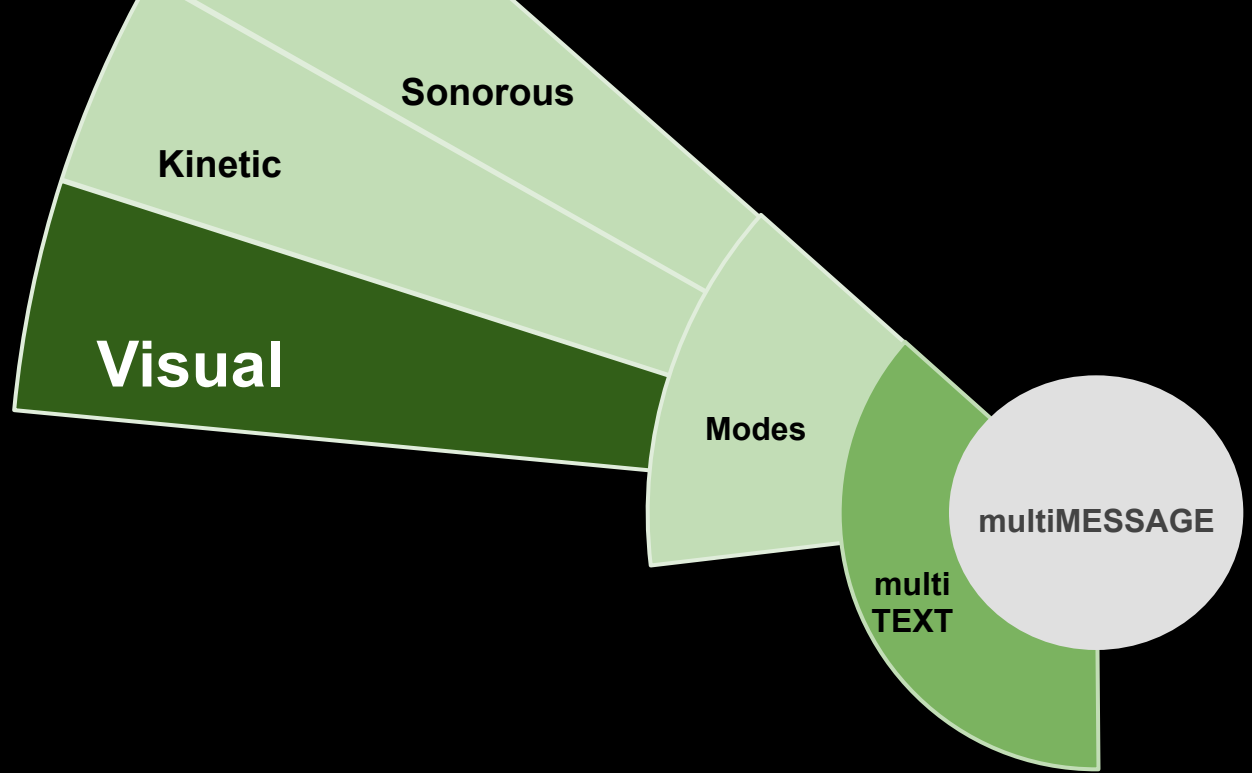 Sonorous
Kinetic
Visual
Modes
multiMESSAGE
multi
TEXT